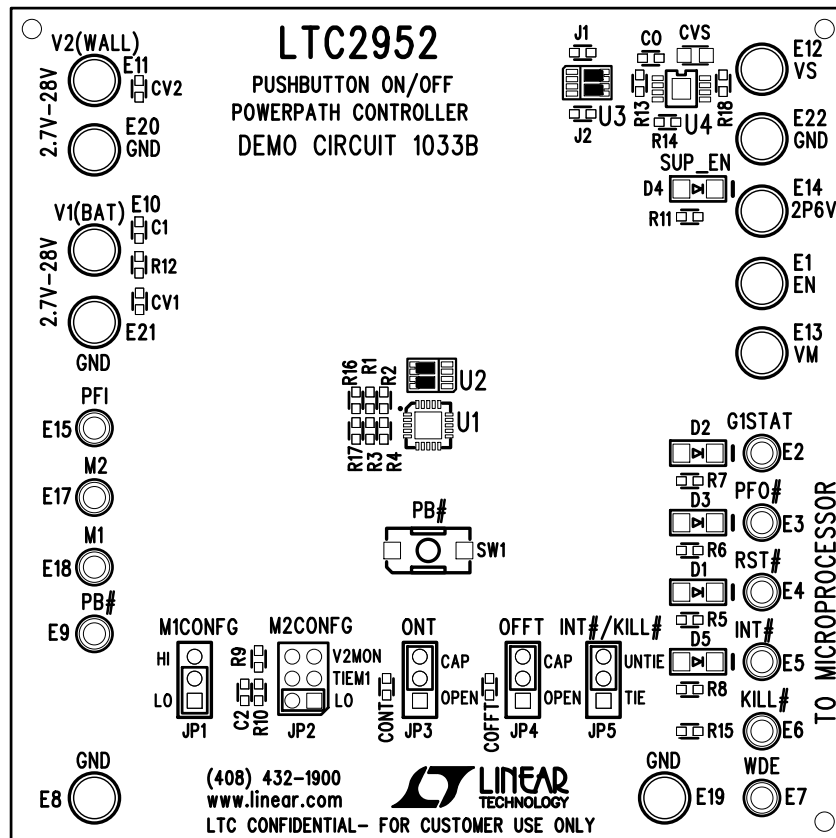 LTC2952
PUSHBUTTON ON/OFF
POWERPATH CONTROLLER
DEMO CIRCUIT 1033B
V2(WALL)
E11
CV2
2.7V-28V
E20
GND
V1(BAT)
E10
C1
R12
2.7V-28V
CV1
E21
GND
J1
U3
J2
CO
CVS
R13
U4
R18
R14
E12
VS
E22
GND
SUP_EN
D4
R11
E14
2P6V
E1
EN
E13
VM
R16
R1
R2
U2
U1
R17
R3
R4
PB#
SW1
PFI
E15
M2
E17
M1
E18
PB#
E9
D2
G1STAT
E2
R7
D3
PFO#
E3
R6
D1
RST#
E4
R5
D5
INT#
E5
R8
KILL#
R15
E6
TO MICROPROCESSOR
M1CONFG
HI
LO
JP1
R9
C2
R10
M2CONFG
V2MON
TIEM1
LO
JP2
ONT
CAP
OPEN
CONT
JP3
OFFT
CAP
OPEN
COFFT
JP4
INT#/KILL#
UNTIE
TIE
JP5
GND
E8
(408) 432-1900
www.linear.com
LT LINEAR
TECHNOLOGY
LTC CONFIDENTIAL- FOR CUSTOMER USE ONLY
GND
E19
WDE
E7